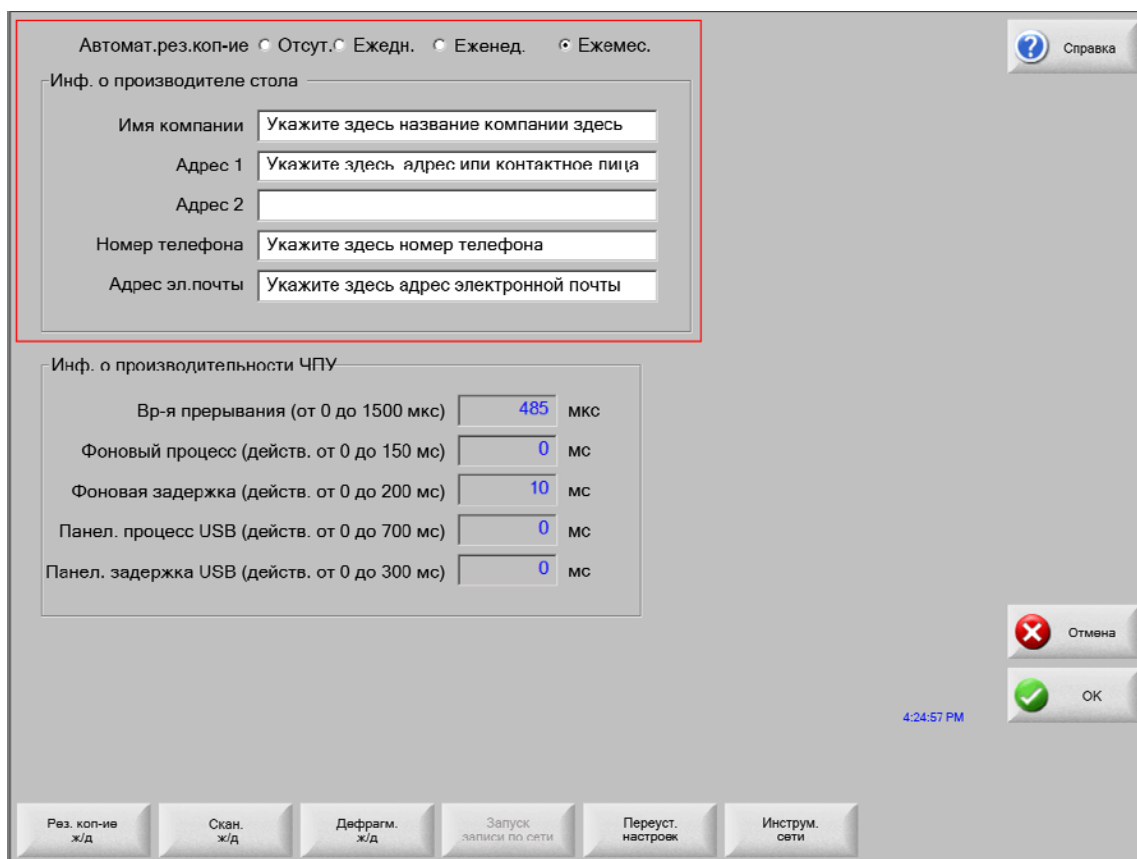 Автомат.рез.коп-ие Отсут. Ежедн. Еженед. Ежемес.
Справка
Инф. о производителе стола
Имя компании Укажите здесь название компании здесь
Адрес 1 Укажите здесь адрес или контактное лица
Адрес 2
Номер телефона Укажите здесь номер телефона
Адрес эл.почты Укажите здесь адрес электронной почты
Инф. о производительности ЧПУ
Вр-я прерывания (от 0 до 1500 мкс) 485 мкс
Фоновый процесс (действ. от 0 до 150 мс) 0 мс
Фоновая задержка (действ. от 0 до 200 мс) 10 мс
Панел. процесс USB (действ. от 0 до 700 мс) 0 мс
Панел. задержка USB (действ. от 0 до 300 мс) 0 мс
Отмена
OK
4:24:57 PM
Рез. коп-ие
ж/д
Скан.
ж/д
Дефрагм.
ж/д
Запуск
записи по сети
Переуст.
настроек
Инструм.
сети